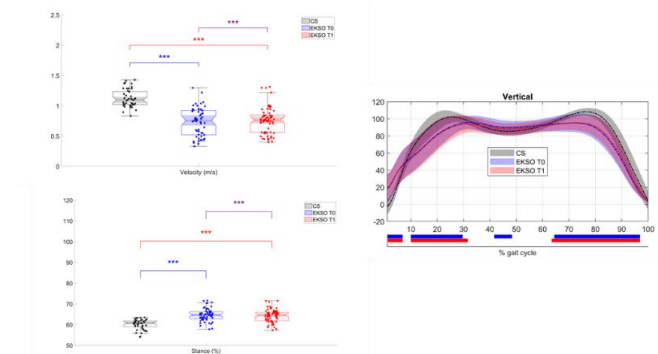 2.5
2
1.5
1
0.5
0
***
***
***
CS
EKSO T0
EKSO T1
Velocity (m/s)
120
110
100
90
80
70
60
50
***
***
***
CS
EKSO T0
EKSO T1
Stance (%)
Vertical
120
100
80
60
40
20
0
-20
CS
EKSO T0
EKSO T1
10 20 30 40 50 60 70 80 90 100
% gait cycle